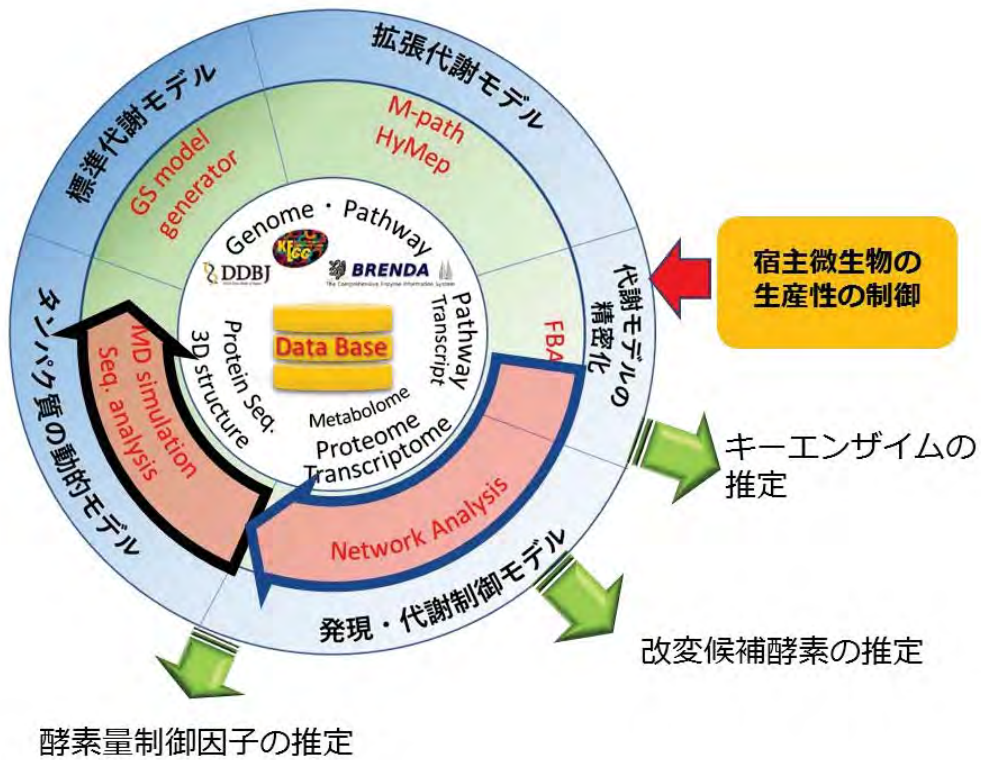 拡張代謝モデル
標準代謝モデル
M-path
HyMep
GS model
generator
Genome・Pathway
KEGG
DDBJ
BRENDA
The Comprehensive Enzyme Information System
Data Base
Pathway
Transcript
Protein Seq.
3D structure
Metabolome
Proteome
Transcriptome
代謝モデルの
精密化
FBA
宿主微生物の
生産性の制御
タンパク質の動的モデル
MD simulation
Seq. analysis
Network Analysis
発現・代謝制御モデル
キーエンザイムの
推定
改変候補酵素の推定
酵素量制御因子の推定